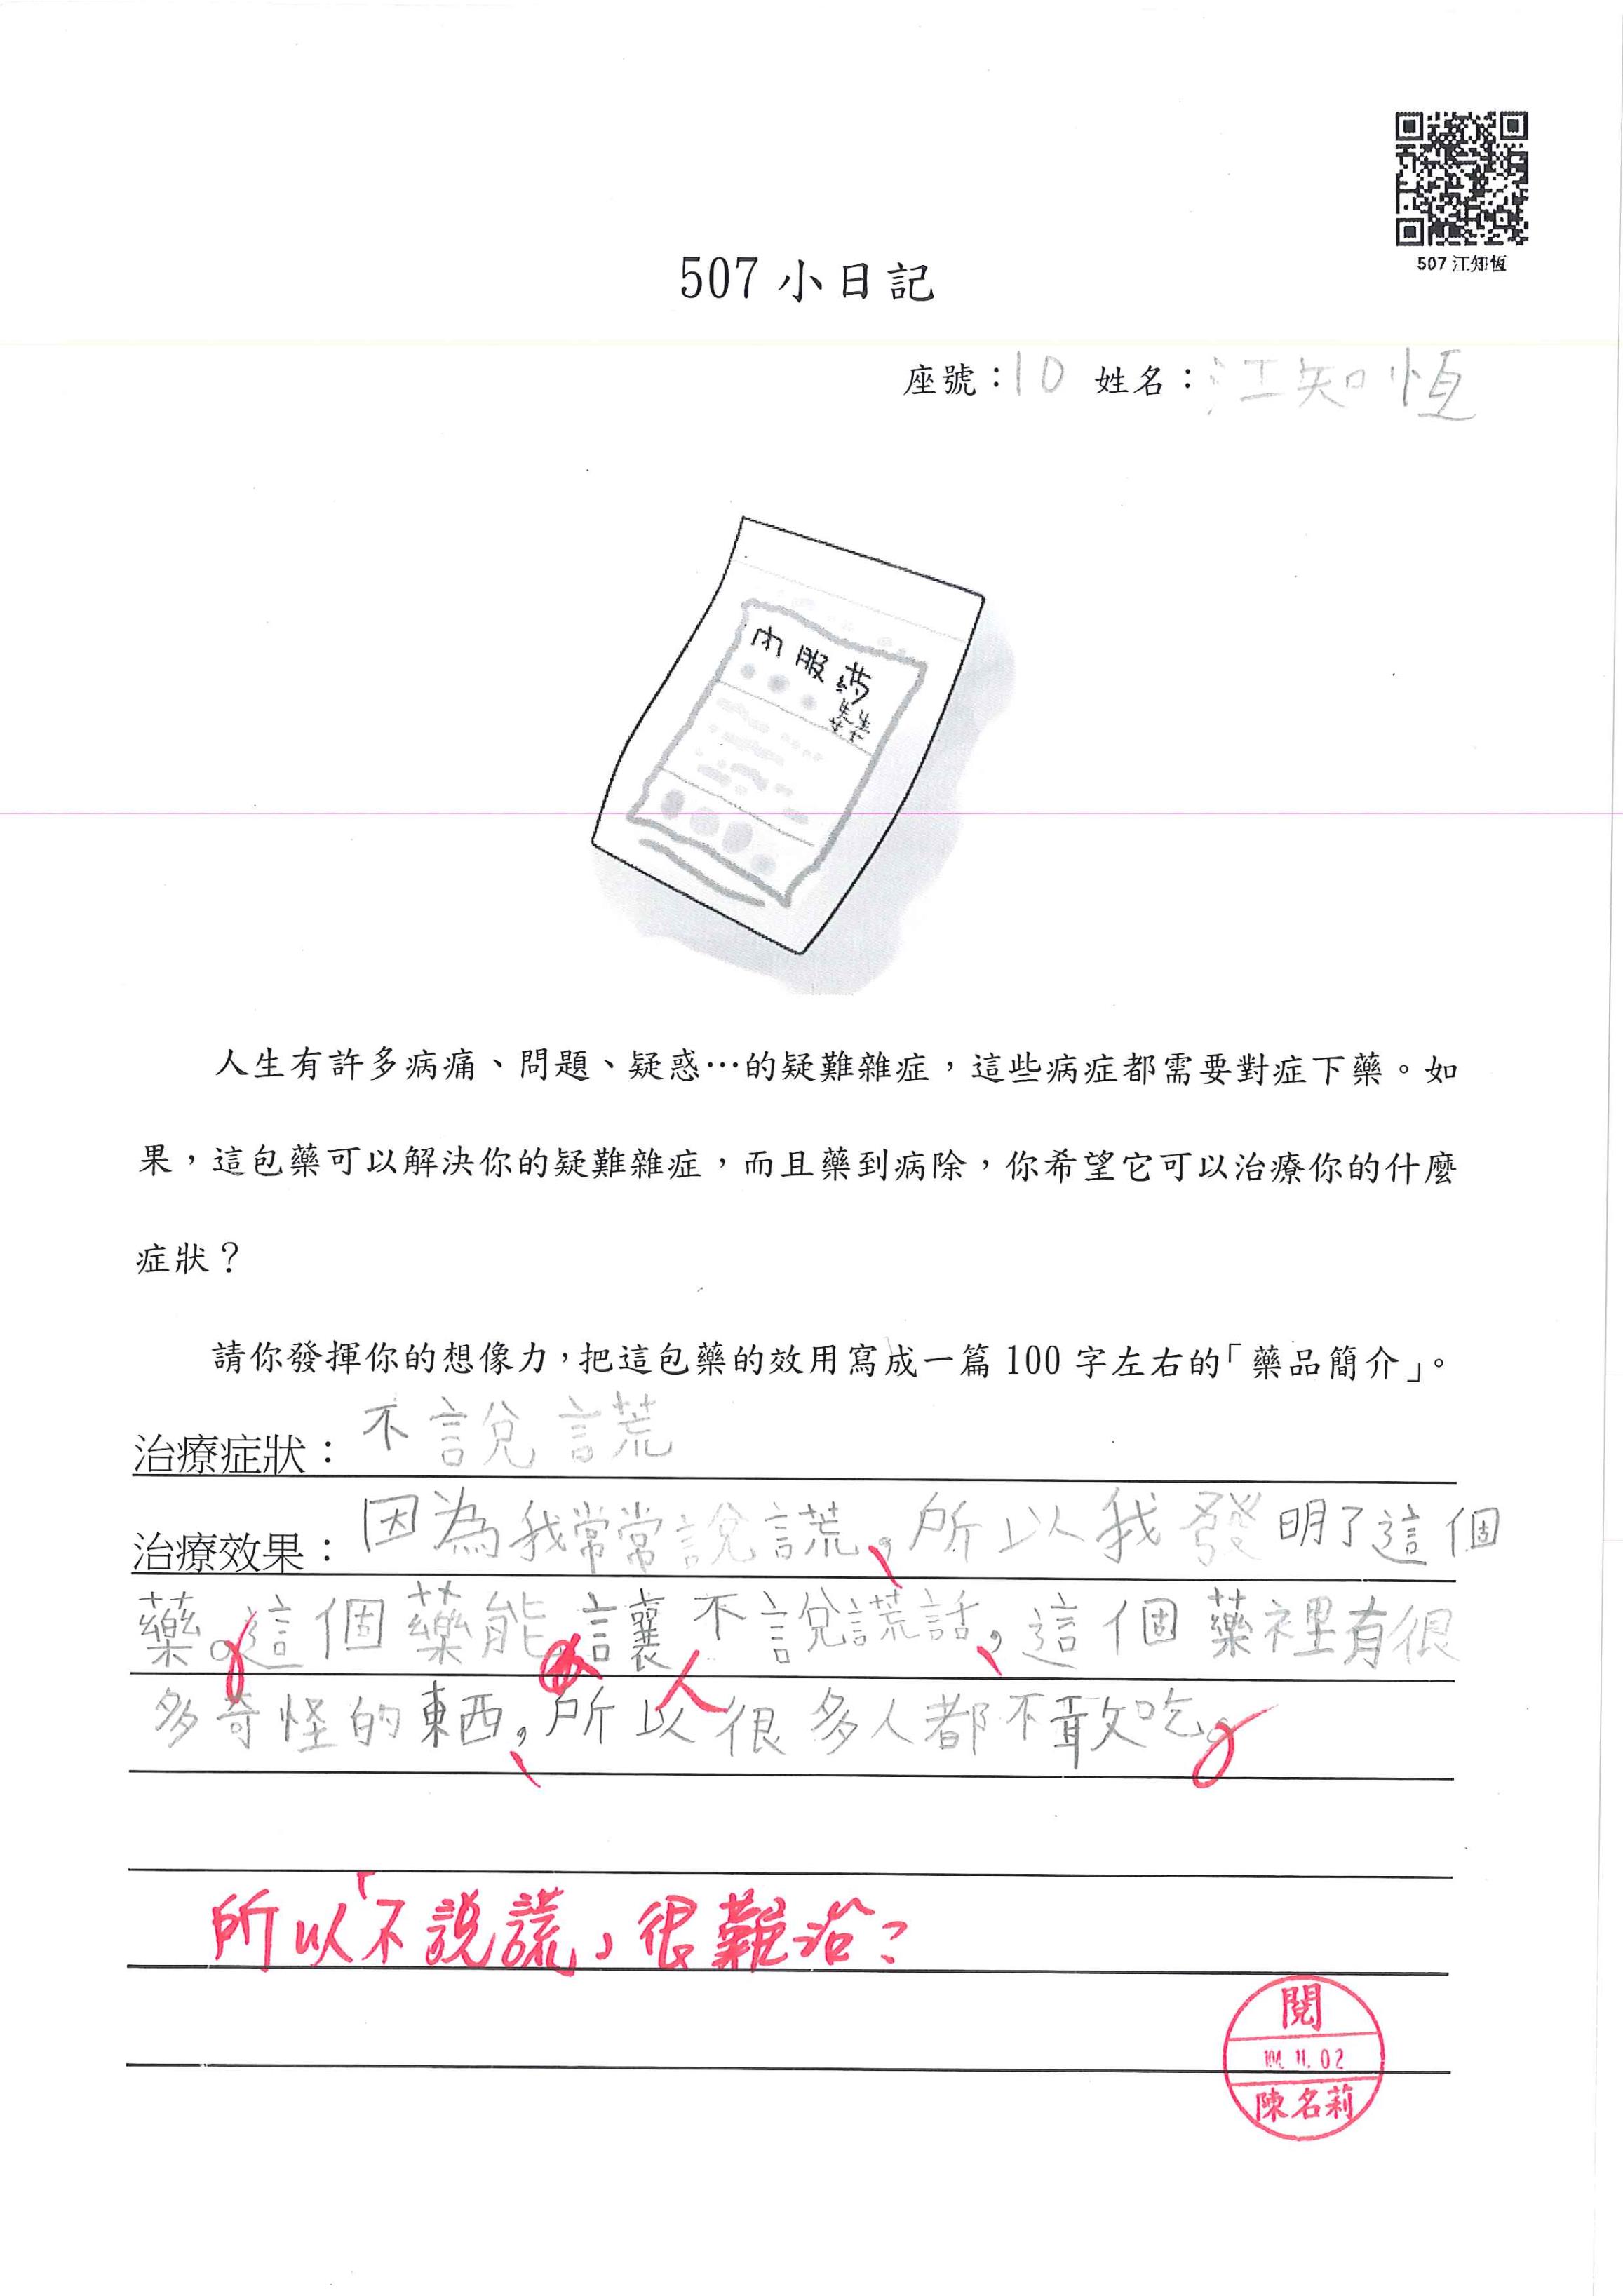 507 江知恆
507 小日記
座號：10 姓名：江知恆
內服藥
人生有許多病痛、問題、疑惑…的疑難雜症，這些病症都需要對症下藥。如
果，這包藥可以解決你的疑難雜症，而且藥到病除，你希望它可以治療你的什麼
症狀？
請你發揮你的想像力，把這包藥的效用寫成一篇 100 字左右的「藥品簡介」。
治療症狀：不說謊
治療效果：因為我常常說謊，所以我發明了這個
藥。這個藥能讓不說謊話，這個藥裡有很
人
多奇怪的東西，所以很多人都不敢吃。
所以「不說謊」很難治？
閱
104. 11. 02
陳名莉